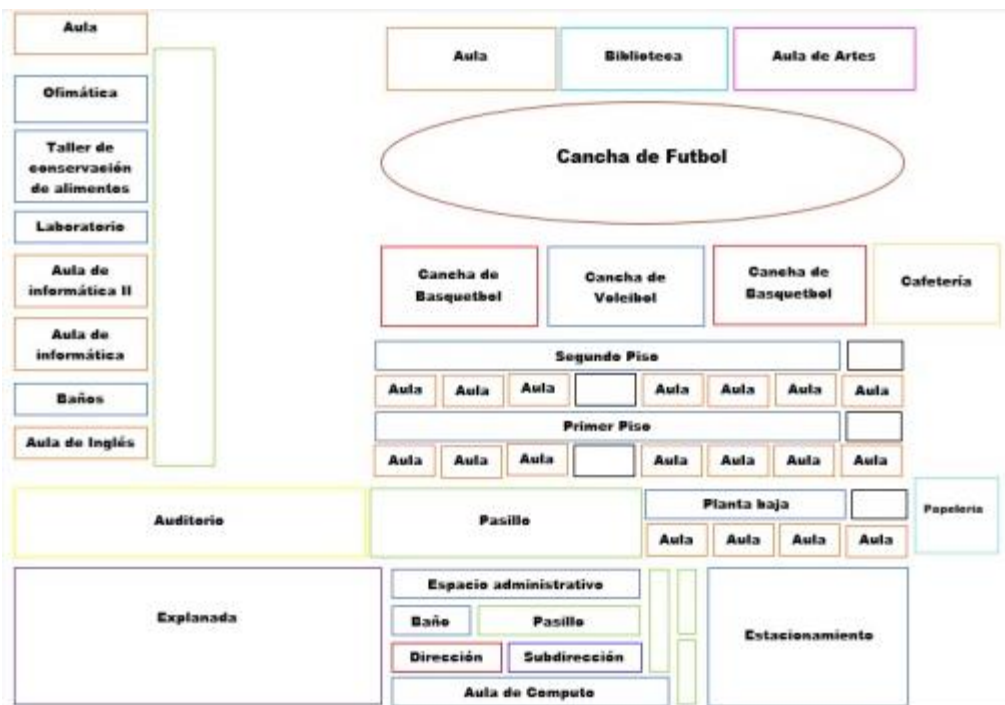 Aula
Ofimática
Taller de
conservación
de alimentos
Laboratorio
Aula de
informática II
Aula de
informática
Baños
Aula de Inglés
Aula
Biblioteca
Aula de Artes
Cancha de Futbol
Cancha de
Basquetbol
Cancha de
Voleibol
Cancha de
Basquetbol
Cafetería
Segundo Piso
Aula Aula Aula Aula Aula Aula Aula
Primer Piso
Aula Aula Aula Aula Aula Aula Aula
Auditorio
Pasillo
Planta baja
Aula Aula Aula Aula
Papelería
Explanada
Espacio administrativo
Baño
Pasillo
Dirección
Subdirección
Aula de Computo
Estacionamiento